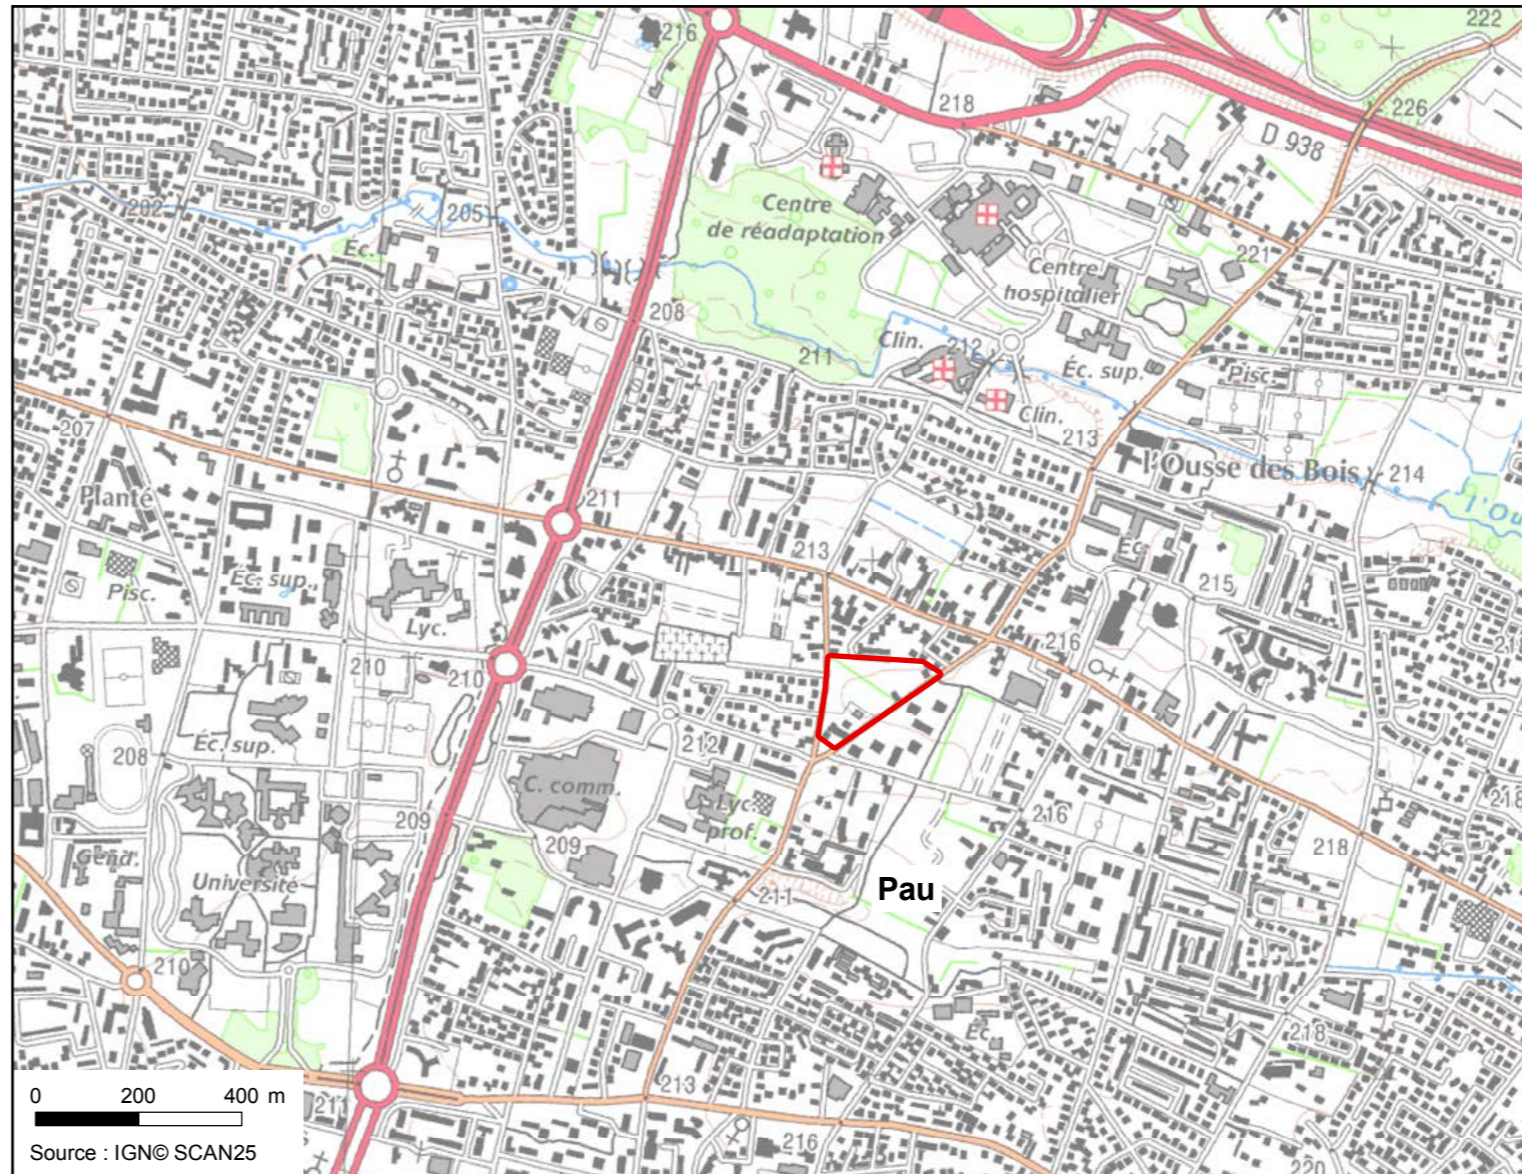 216
222
218
226
D 938
Centre
de réadaptation
202
205
Éc.
221
Centre
hospitalier
208
211
Clin.
212
Éc. sup.
Pisc.
Clin.
213
207
l'Ousse des Bois
214
Planté
211
213
Éc.
215
Éc. sup.
Pisc.
Lyc.
216
210
210
208
Éc. sup.
212
C. comm.
Lyc.
prof.
216
218
209
209
218
Gend.
Université
211
Pau
210
Éc.
218
213
211
216
0 200 400 m
Source : IGN© SCAN25